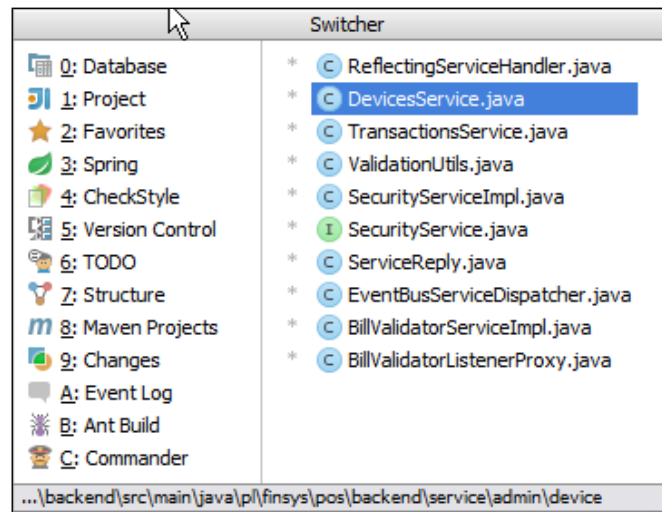 Switcher
0: Database
1: Project
2: Favorites
3: Spring
4: CheckStyle
5: Version Control
6: TODO
7: Structure
8: Maven Projects
9: Changes
A: Event Log
B: Ant Build
C: Commander
* C ReflectingServiceHandler.java
* C DevicesService.java
* C TransactionsService.java
* C ValidationUtils.java
* C SecurityServiceImpl.java
* I SecurityService.java
* C ServiceReply.java
* C EventBusServiceDispatcher.java
* C BillValidatorServiceImpl.java
* C BillValidatorListenerProxy.java
...\backend\src\main\java\pl\finsys\pos\backend\service\admin\device